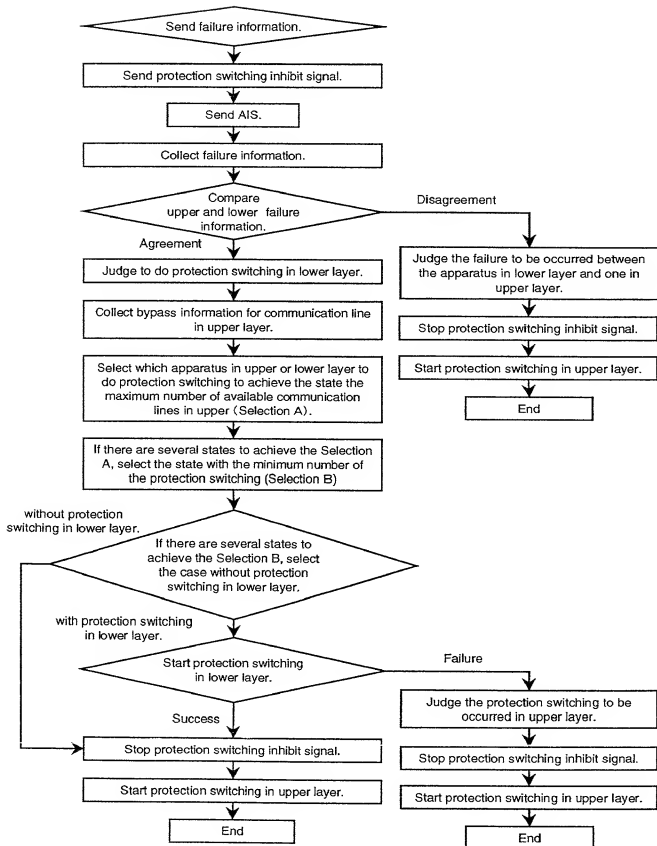 Send failure information.
Send protection switching inhibit signal.
Send AIS.
Collect failure information.
Compare
upper and lower failure
information.
Disagreement
Agreement
Judge the failure to be occurred between
the apparatus in lower layer and one in
upper layer.
Stop protection switching inhibit signal.
Start protection switching in upper layer.
End
Judge to do protection switching in lower layer.
Collect bypass information for communication line
in upper layer.
Select which apparatus in upper or lower layer to
do protection switching to achieve the state the
maximum number of available communication
lines in upper (Selection A).
If there are several states to achieve the Selection
A, select the state with the minimum number of
the protection switching (Selection B)
without protection
switching in lower layer.
If there are several states to
achieve the Selection B, select
the case without protection
switching in lower layer.
with protection switching
in lower layer.
Start protection switching
in lower layer.
Failure
Success
Judge the protection switching to be
occurred in upper layer.
Stop protection switching inhibit signal.
Start protection switching in upper layer.
End
Stop protection switching inhibit signal.
Start protection switching in upper layer.
End